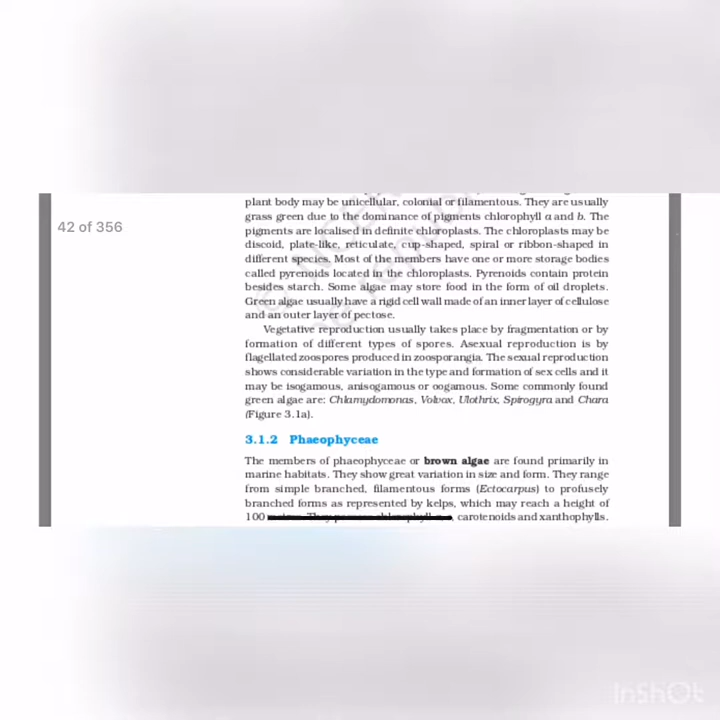 42 of 356
plant body may be unicellular, colonial or filamentous. They are usually
grass green due to the dominance of pigments chlorophyll a and b. The
pigments are localised in definite chloroplasts. The chloroplasts may be
discoid, plate-like, reticulate, cup-shaped, spiral or ribbon-shaped in
different species. Most of the members have one or more storage bodies
called pyrenoids located in the chloroplasts. Pyrenoids contain protein
besides starch. Some algae may store food in the form of oil droplets.
Green algae usually have a rigid cell wall made of an inner layer of cellulose
and an outer layer of pectose.
Vegetative reproduction usually takes place by fragmentation or by
formation of different types of spores. Asexual reproduction is by
flagellated zoospores produced in zoosporangia. The sexual reproduction
shows considerable variation in the type and formation of sex cells and it
may be isogamous, anisogamous or oogamous. Some commonly found
green algae are: Chlamydomonas, Volvox, Ulothrix, Spirogyra and Chara
(Figure 3.1a).
3.1.2 Phaeophyceae
The members of phaeophyceae or brown algae are found primarily in
marine habitats. They show great variation in size and form. They range
from simple branched, filamentous forms (Ectocarpus) to profusely
branched forms as represented by kelps, which may reach a height of
100 , carotenoids and xanthophylls.
InShOt